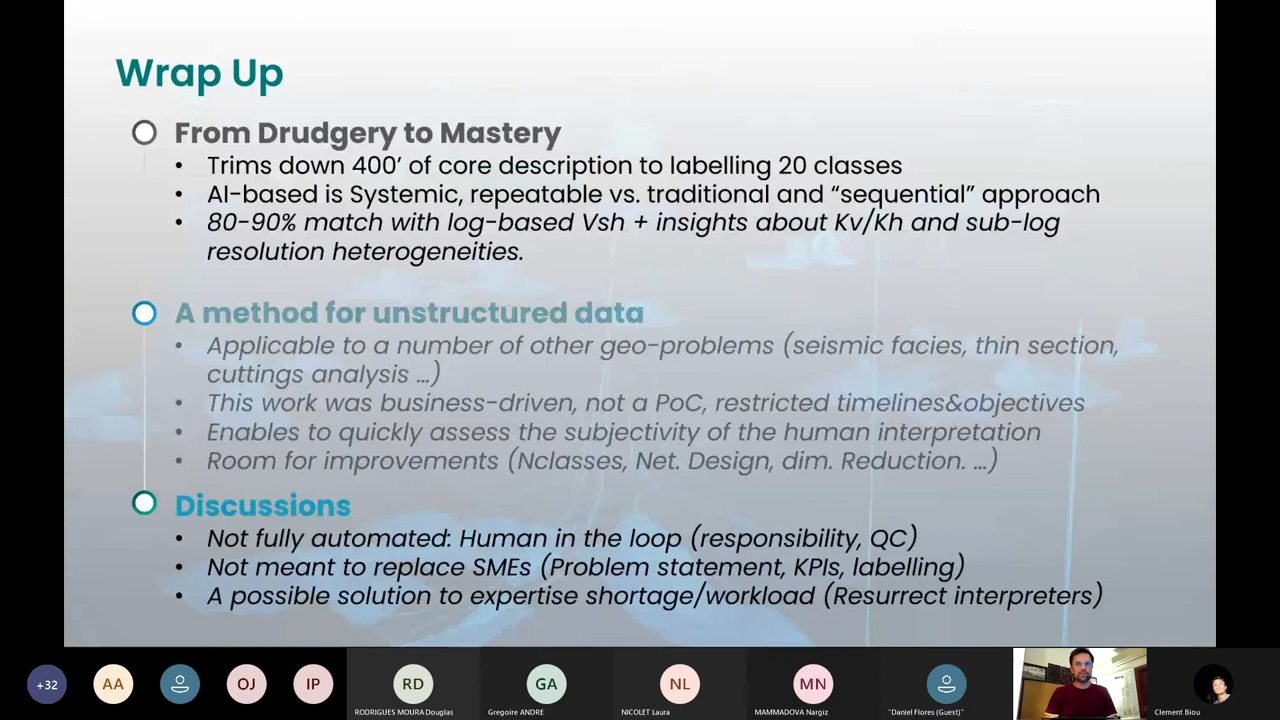 Wrap Up
From Drudgery to Mastery
• Trims down 400’ of core description to labelling 20 classes
• AI-based is Systemic, repeatable vs. traditional and “sequential” approach
• 80-90% match with log-based Vsh + insights about Kv/Kh and sub-log
resolution heterogeneities.
A method for unstructured data
• Applicable to a number of other geo-problems (seismic facies, thin section,
cuttings analysis …)
• This work was business-driven, not a PoC, restricted timelines&objectives
• Enables to quickly assess the subjectivity of the human interpretation
• Room for improvements (Nclasses, Net. Design, dim. Reduction. …)
Discussions
• Not fully automated: Human in the loop (responsibility, QC)
• Not meant to replace SMEs (Problem statement, KPIs, labelling)
• A possible solution to expertise shortage/workload (Resurrect interpreters)
+32 AA OJ IP RD GA NL MN
RODRIGUES MOURA Douglas Gregoire ANDRE NICOLET Laura MAMMADOVA Nargiz "Daniel Flores (Guest)" Clement Biou